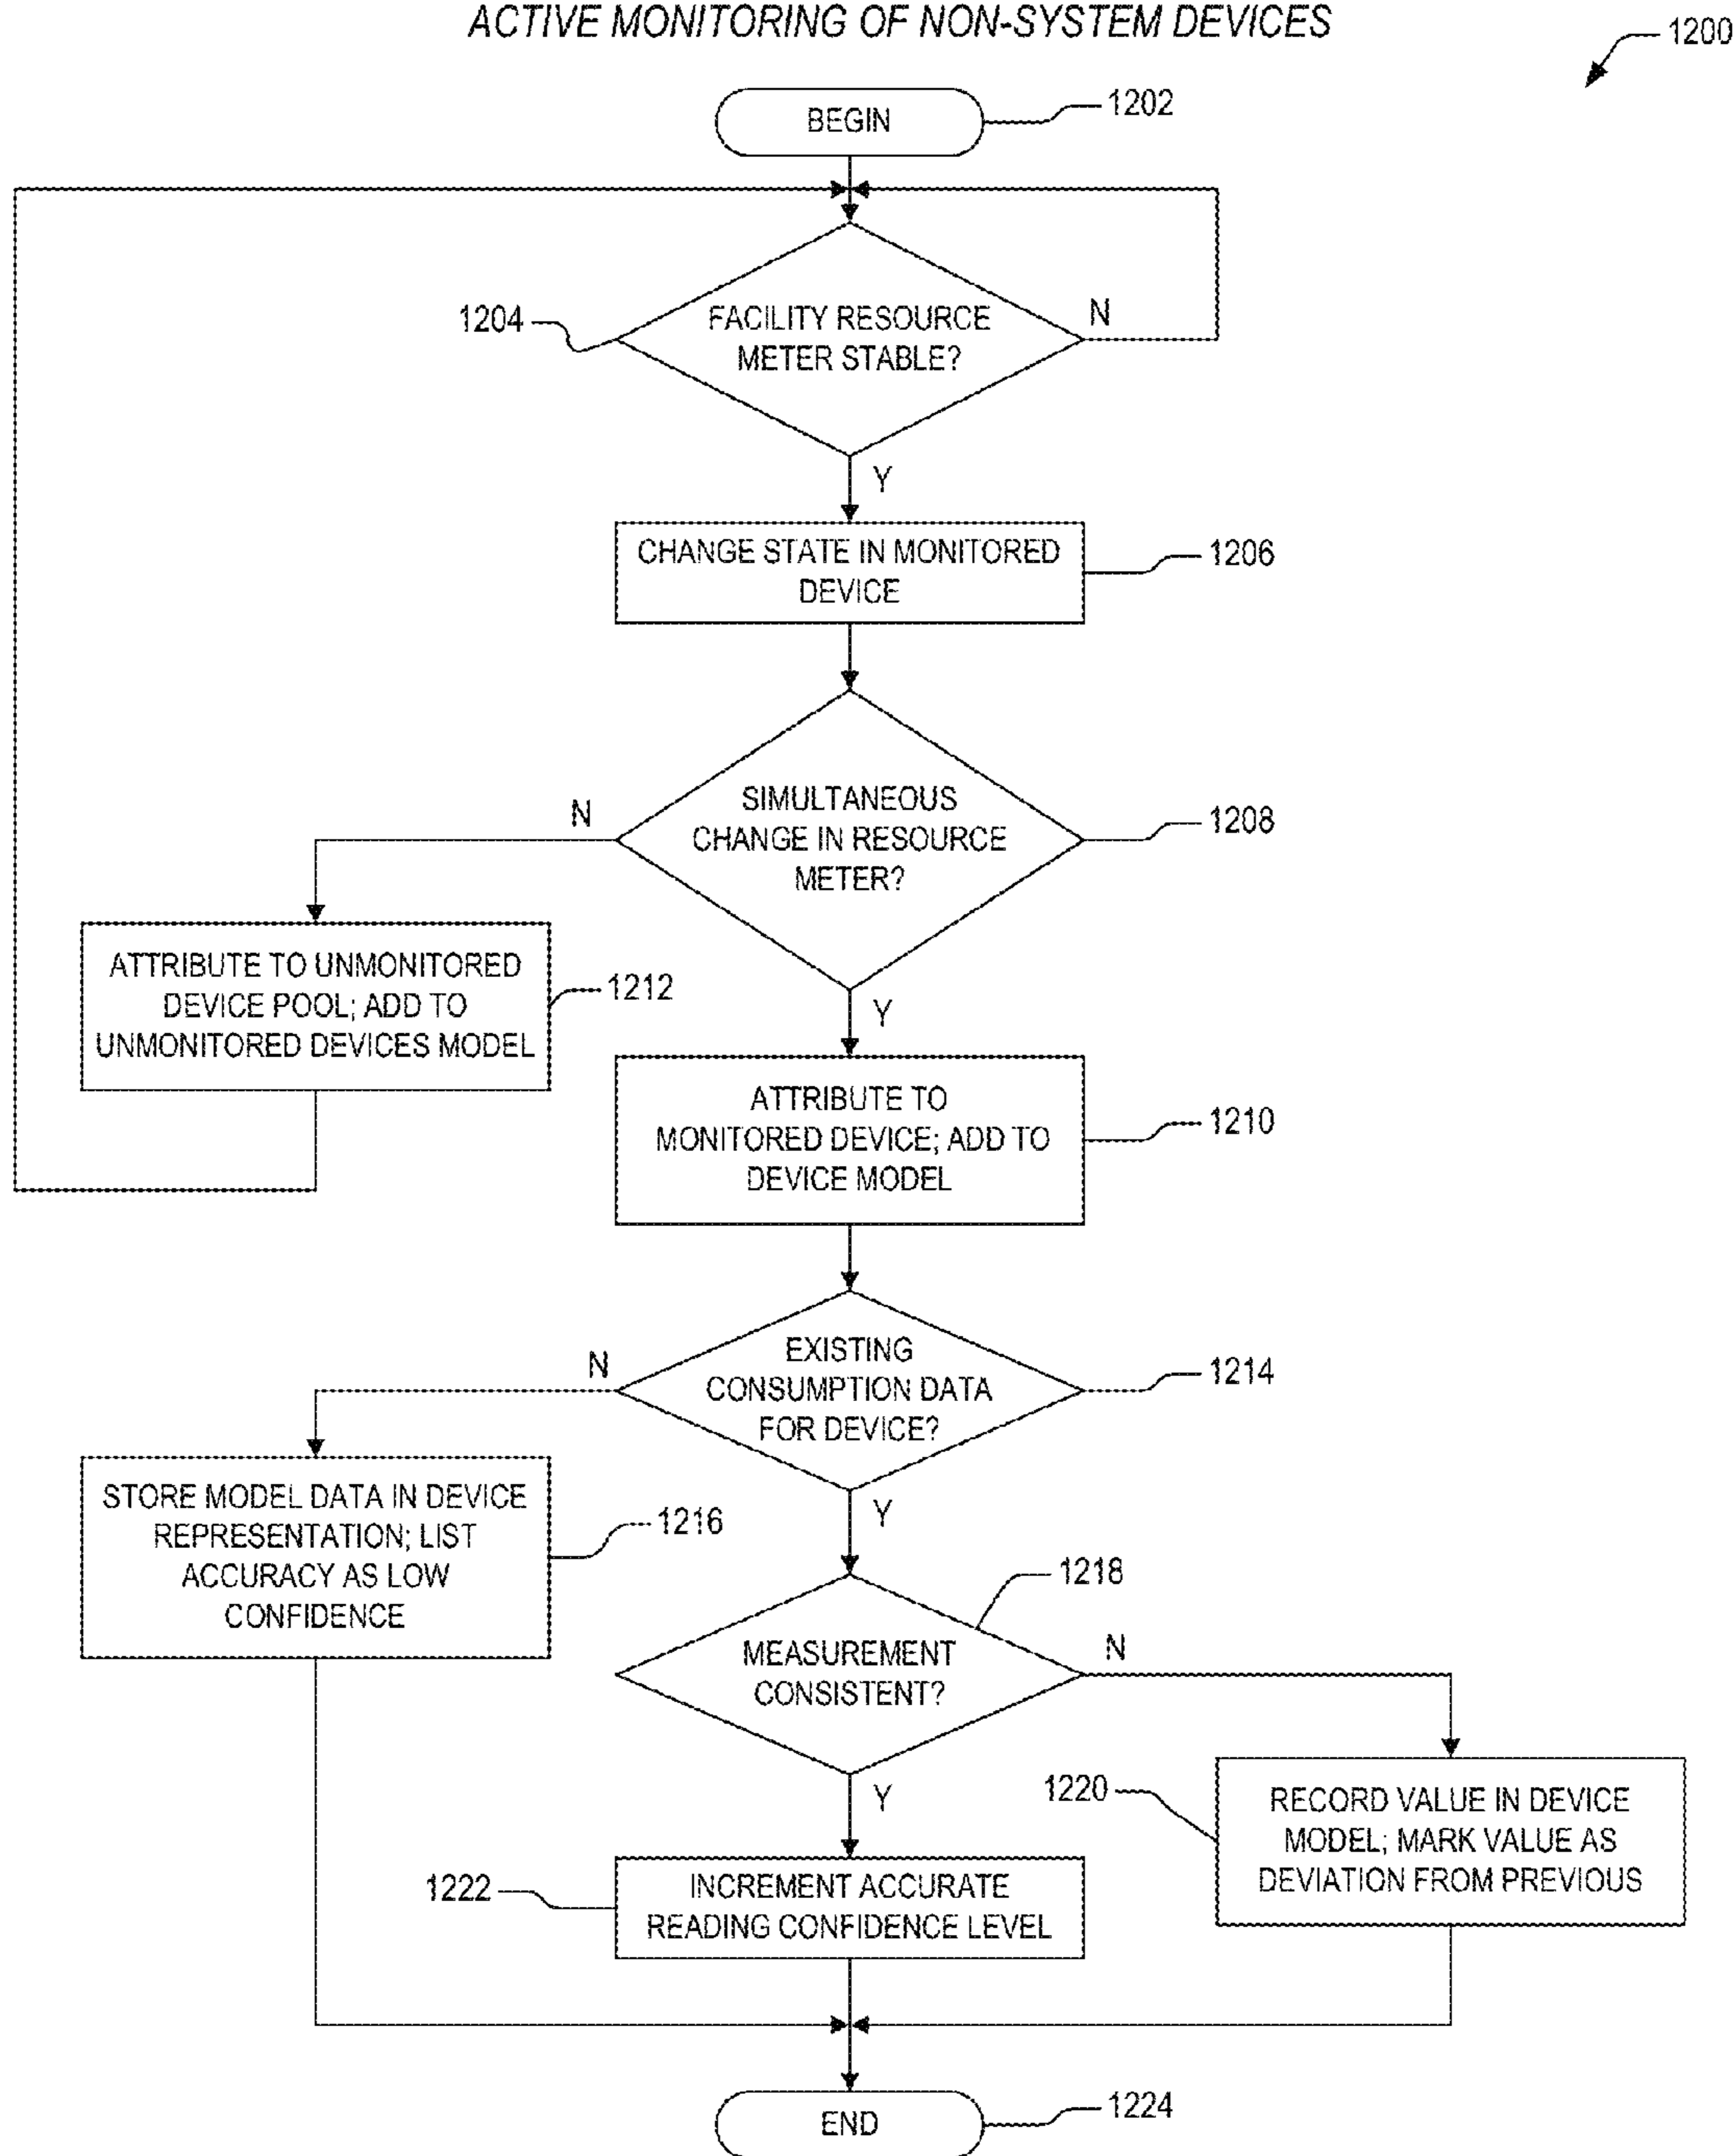 ACTIVE MONITORING OF NON-SYSTEM DEVICES
1200
BEGIN
1202
1204
FACILITY RESOURCE
METER STABLE?
N
Y
CHANGE STATE IN MONITORED
DEVICE
1206
SIMULTANEOUS
CHANGE IN RESOURCE
METER?
N
1208
Y
ATTRIBUTE TO UNMONITORED
DEVICE POOL; ADD TO
UNMONITORED DEVICES MODEL
1212
ATTRIBUTE TO
MONITORED DEVICE; ADD TO
DEVICE MODEL
1210
EXISTING
CONSUMPTION DATA
FOR DEVICE?
N
1214
Y
STORE MODEL DATA IN DEVICE
REPRESENTATION; LIST
ACCURACY AS LOW
CONFIDENCE
1216
1218
MEASUREMENT
CONSISTENT?
N
Y
1220
RECORD VALUE IN DEVICE
MODEL; MARK VALUE AS
DEVIATION FROM PREVIOUS
1222
INCREMENT ACCURATE
READING CONFIDENCE LEVEL
END
1224